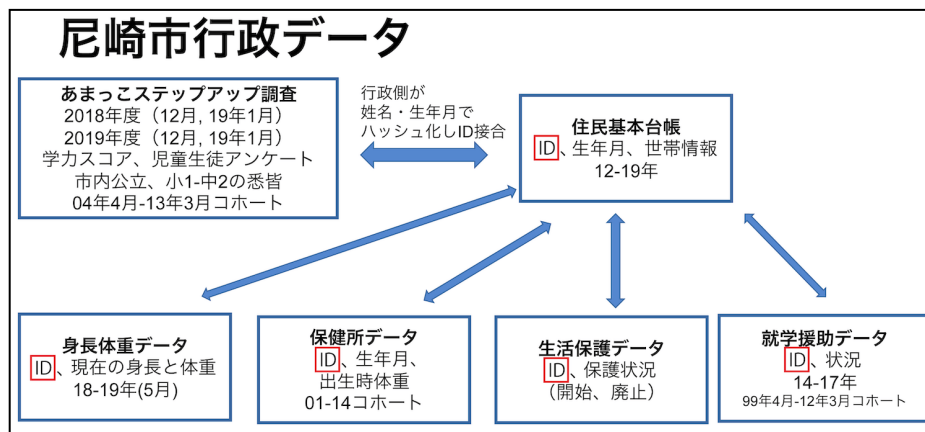 尼崎市行政データ
あまっこステップアップ調査
2018年度（12月, 19年1月）
2019年度（12月, 19年1月）
学力スコア、児童生徒アンケート
市内公立、小1-中2の悉皆
04年4月-13年3月コホート
行政側が
姓名・生年月で
ハッシュ化しID接合
住民基本台帳
ID、生年月、世帯情報
12-19年
身長体重データ
ID、現在の身長と体重
18-19年(5月)
保健所データ
ID、生年月、
出生時体重
01-14コホート
生活保護データ
ID、保護状況
（開始、廃止）
就学援助データ
ID、状況
14-17年
99年4月-12年3月コホート